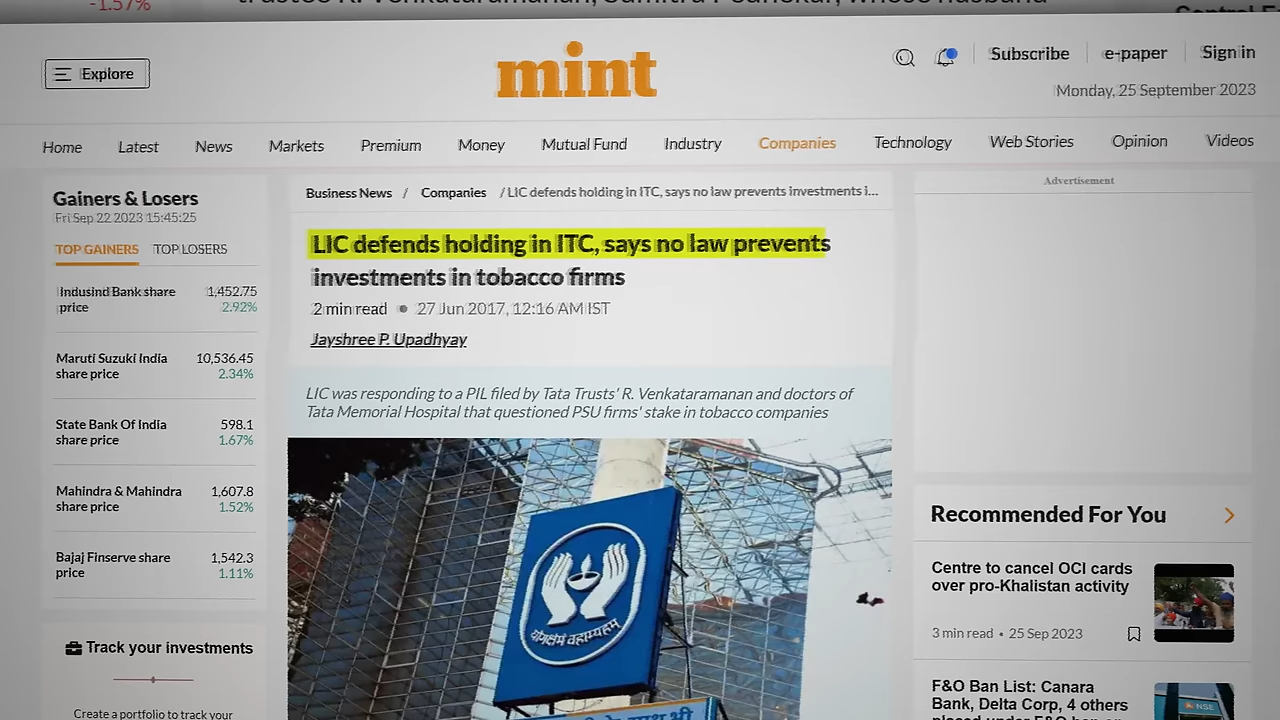 -1.57%
Explore
mint
Subscribe
e-paper
Sign in
Monday, 25 September 2023
Home
Latest
News
Markets
Premium
Money
Mutual Fund
Industry
Companies
Technology
Web Stories
Opinion
Videos
Gainers & Losers
Fri Sep 22 2023 15:45:25
TOP GAINERS
TOP LOSERS
Indusind Bank share
price
1,452.75
2.92%
Maruti Suzuki India
share price
10,536.45
2.34%
State Bank Of India
share price
598.1
1.67%
Mahindra & Mahindra
share price
1,607.8
1.52%
Bajaj Finserve share
price
1,542.3
1.11%
Track your investments
Create a portfolio to track your
Business News / Companies / LIC defends holding in ITC, says no law prevents investments i...
LIC defends holding in ITC, says no law prevents
investments in tobacco firms
2 min read • 27 Jun 2017, 12:16 AM IST
Jayshree P. Upadhyay
LIC was responding to a PIL filed by Tata Trusts' R. Venkataramanan and doctors of
Tata Memorial Hospital that questioned PSU firms' stake in tobacco companies
योगक्षेमं वहाम्यहम्
Advertisement
Recommended For You
Centre to cancel OCI cards
over pro-Khalistan activity
3 min read • 25 Sep 2023
F&O Ban List: Canara
Bank, Delta Corp, 4 others
NSE